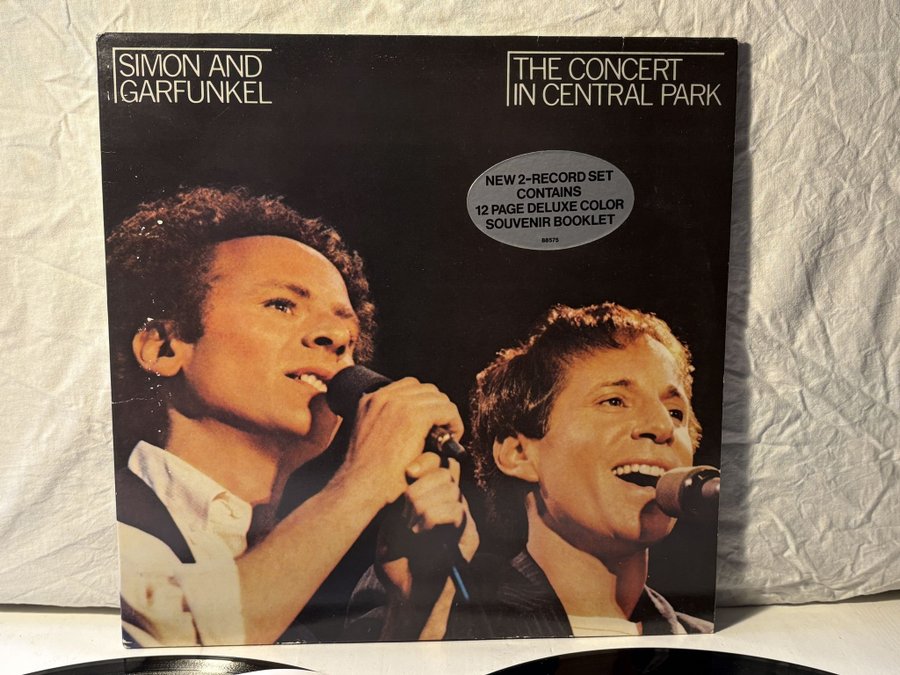 SIMON AND
GARFUNKEL
THE CONCERT
IN CENTRAL PARK
NEW 2-RECORD SET
CONTAINS
12 PAGE DELUXE COLOR
SOUVENIR BOOKLET
88575